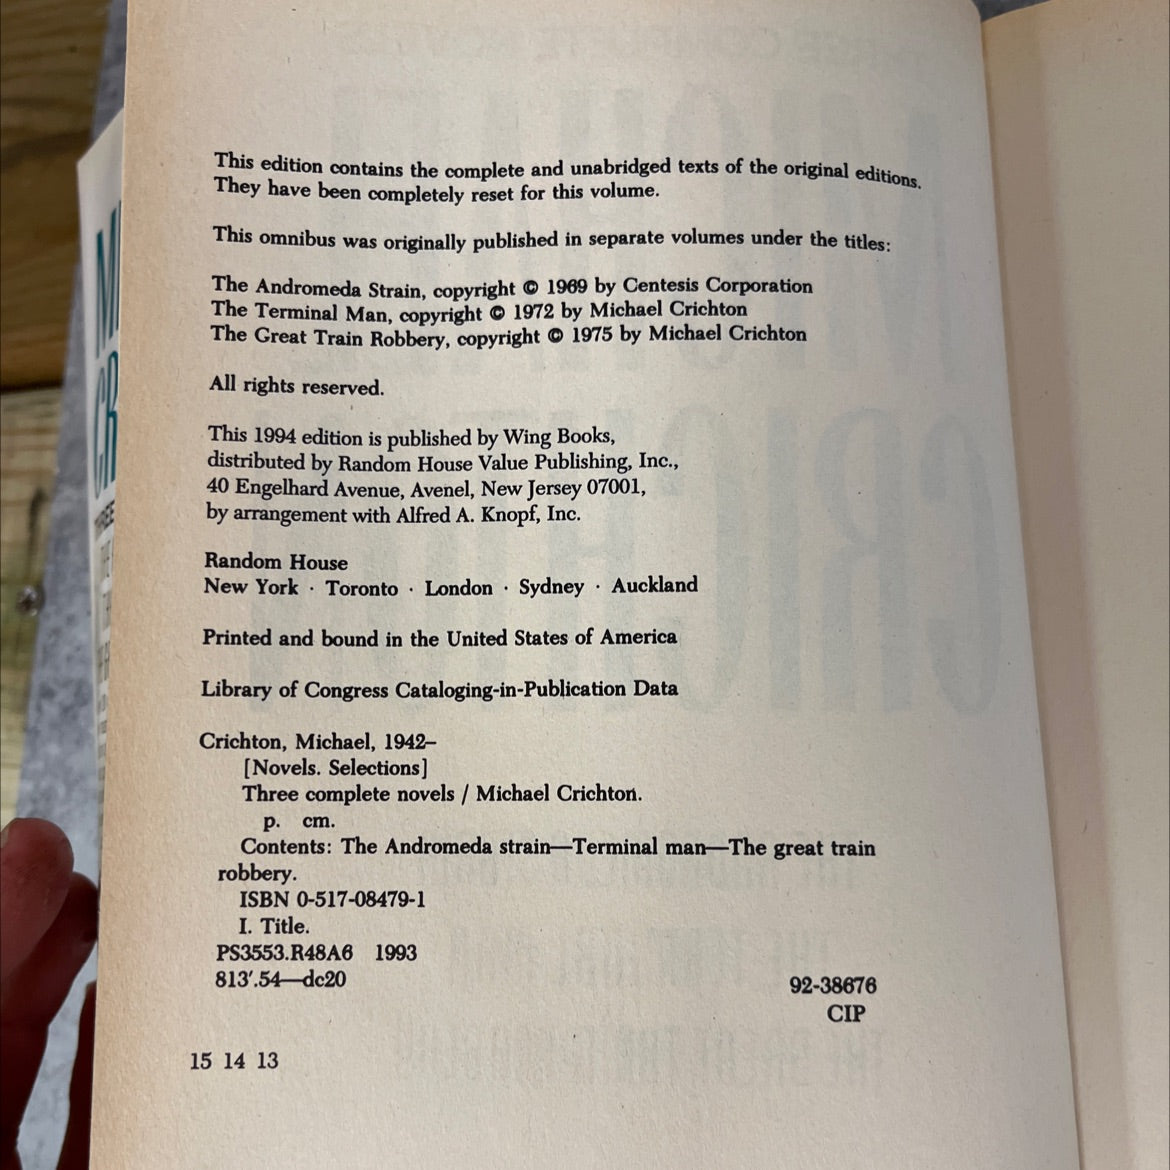 This edition contains the complete and unabridged texts of the original editions.
They have been completely reset for this volume.
This omnibus was originally published in separate volumes under the titles:
The Andromeda Strain, copyright © 1969 by Centesis Corporation
The Terminal Man, copyright © 1972 by Michael Crichton
The Great Train Robbery, copyright © 1975 by Michael Crichton
All rights reserved.
This 1994 edition is published by Wing Books,
distributed by Random House Value Publishing, Inc.,
40 Engelhard Avenue, Avenel, New Jersey 07001,
by arrangement with Alfred A. Knopf, Inc.
Random House
New York · Toronto · London · Sydney · Auckland
Printed and bound in the United States of America
Library of Congress Cataloging-in-Publication Data
Crichton, Michael, 1942–
[Novels. Selections]
Three complete novels / Michael Crichton.
p. cm.
Contents: The Andromeda strain—Terminal man—The great train
robbery.
ISBN 0-517-08479-1
I. Title.
PS3553.R48A6 1993
813'.54—dc20
92-38676
CIP
15 14 13